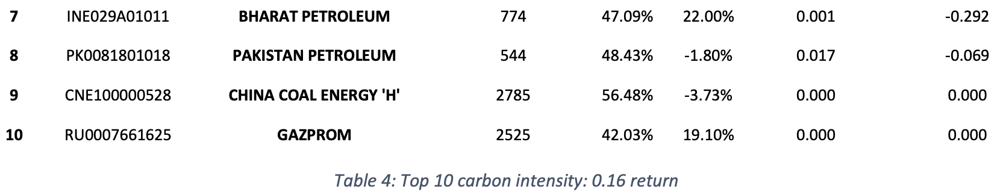 7 INE029A01011 BHARAT PETROLEUM 774 47.09% 22.00% 0.001 -0.292
8 PK0081801018 PAKISTAN PETROLEUM 544 48.43% -1.80% 0.017 -0.069
9 CNE100000528 CHINA COAL ENERGY 'H' 2785 56.48% -3.73% 0.000 0.000
10 RU0007661625 GAZPROM 2525 42.03% 19.10% 0.000 0.000
Table 4: Top 10 carbon intensity: 0.16 return